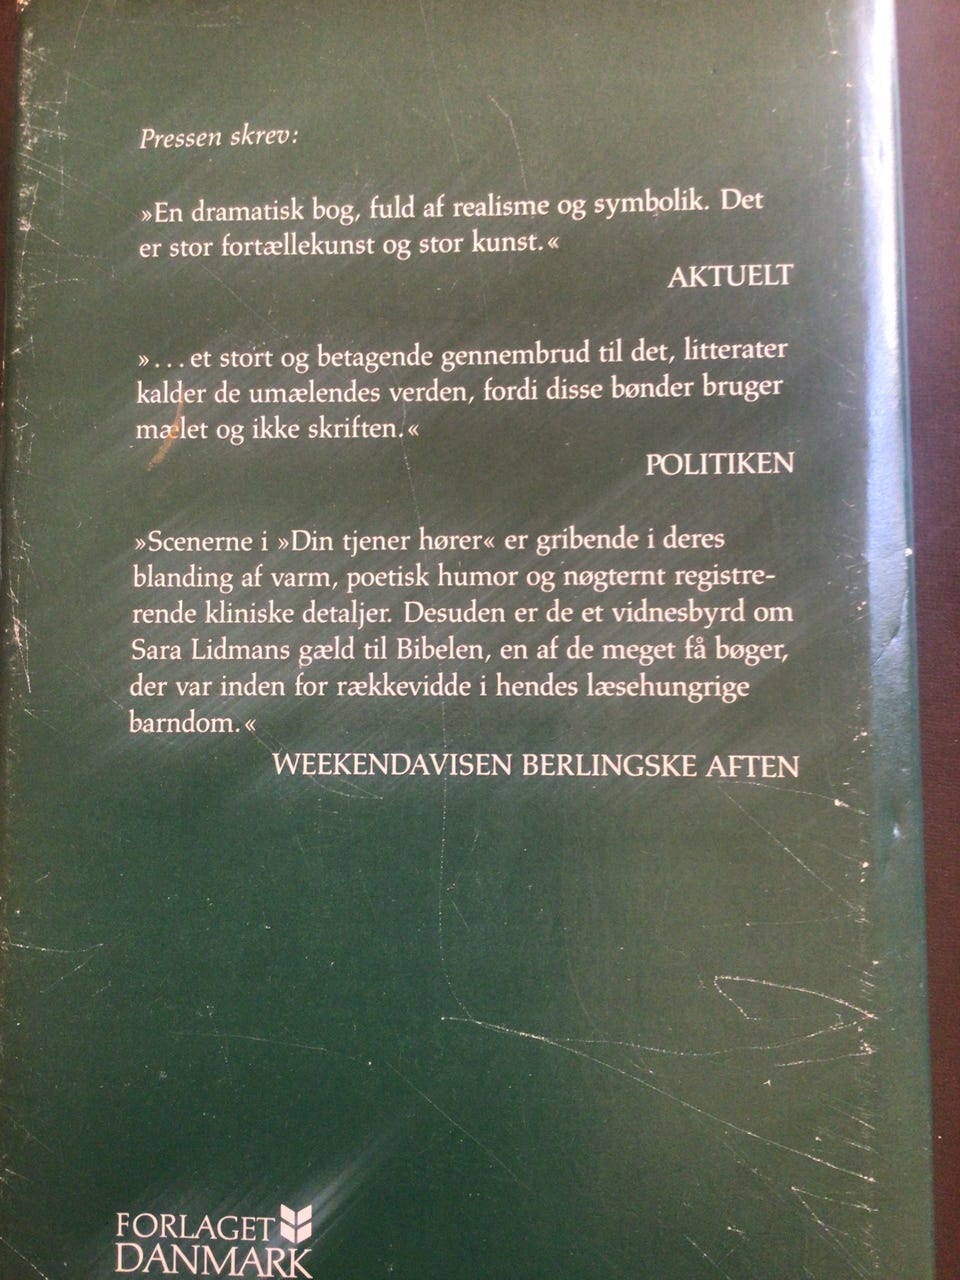 Pressen skrev:
»En dramatisk bog, fuld af realisme og symbolik. Det
er stor fortællekunst og stor kunst.«
AKTUELT
»... et stort og betagende gennembrud til det, litterater
kalder de umælendes verden, fordi disse bønder bruger
mælet og ikke skriften.«
POLITIKEN
»Scenerne i »Din tjener hører« er gribende i deres
blanding af varm, poetisk humor og nøgternt registre-
rende kliniske detaljer. Desuden er de et vidnesbyrd om
Sara Lidmans gæld til Bibelen, en af de meget få bøger,
der var inden for rækkevidde i hendes læsehungrige
barndom.«
WEEKENDAVISEN BERLINGSKE AFTEN
FORLAGET
DANMARK